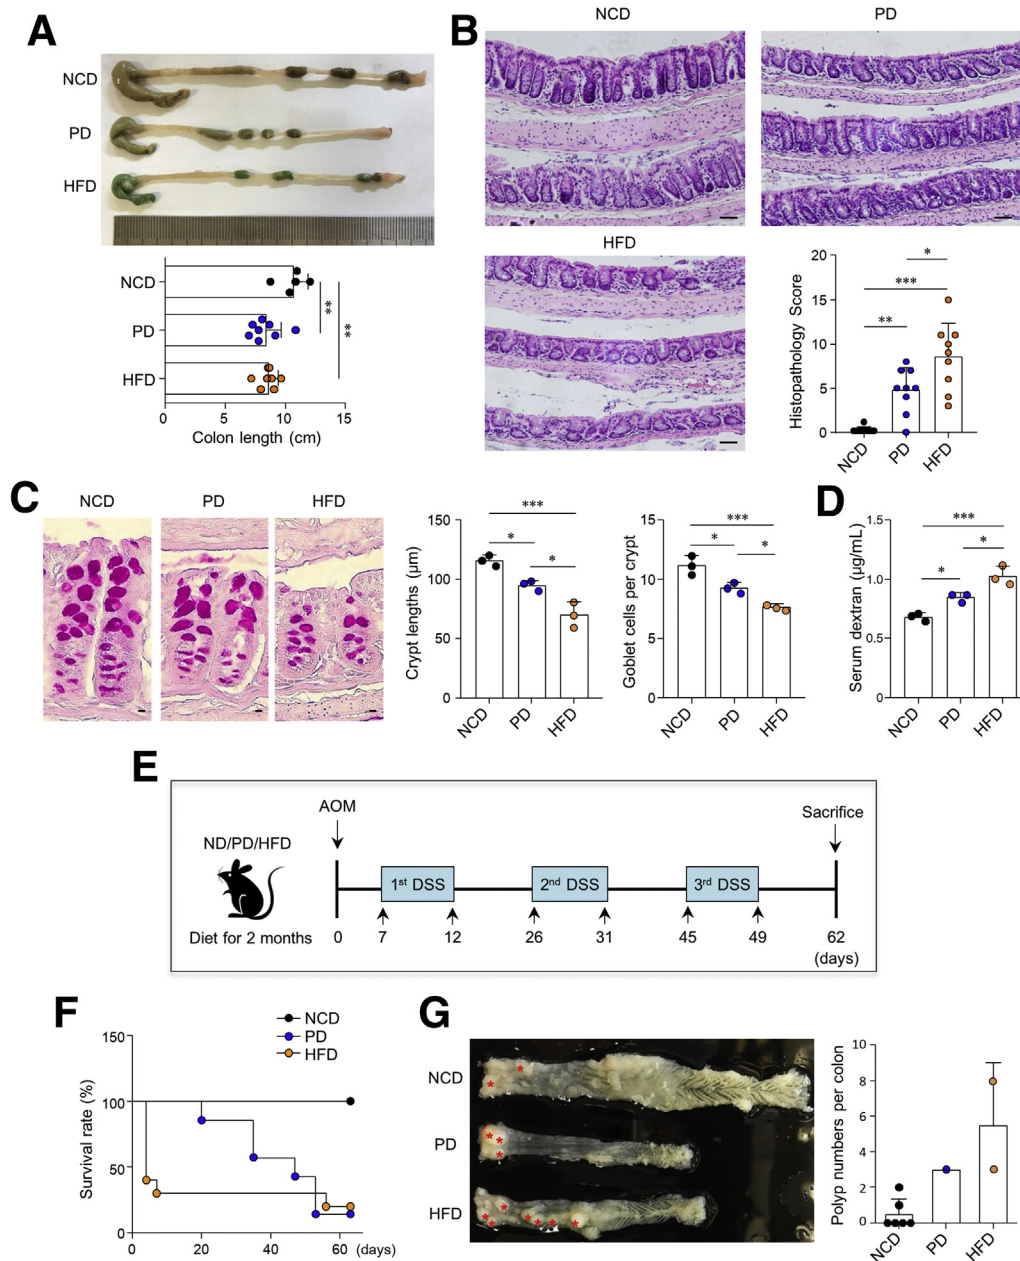 A
NCD
PD
HFD
NCD
PD
HFD
**
**
0 5 10 15
Colon length (cm)
B
NCD PD
HFD
Histopathology Score
20
15
10
5
0
*
***
**
NCD PD HFD
C
NCD PD HFD
Crypt lengths (μm)
150
100
50
0
***
*
*
NCD PD HFD
Goblet cells per crypt
15
10
5
0
***
*
*
NCD PD HFD
D
Serum dextran (μg/mL)
1.5
1.0
0.5
0
***
*
*
NCD PD HFD
E
AOM
Sacrifice
ND/PD/HFD
1st DSS 2nd DSS 3rd DSS
Diet for 2 months 0 7 12 26 31 45 49 62
(days)
F
NCD
PD
HFD
Survival rate (%)
150
100
50
0
0 20 40 60 (days)
G
NCD
PD
HFD
Polyp numbers per colon
10
8
6
4
2
0
NCD PD HFD